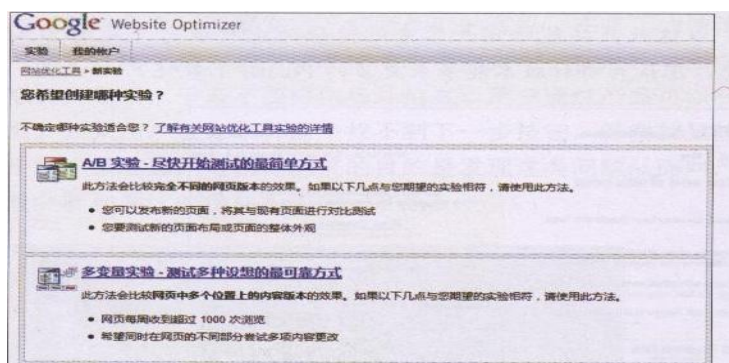 Google Website Optimizer
实验 我的帐户
网站优化工具 > 新实验
您希望创建哪种实验？
不确定哪种实验适合您？ 了解有关网站优化工具实验的详情
A/B 实验 - 尽快开始测试的最简单方式
此方法会比较完全不同的网页版本的效果。如果以下几点与您期望的实验相符，请使用此方法。
• 您可以发布新的页面，将其与现有页面进行对比测试
• 您要测试新的页面布局或页面的整体外观
多变量实验 - 测试多种设想的最可靠方式
此方法会比较网页中多个位置上的内容版本的效果。如果以下几点与您期望的实验相符，请使用此方法。
• 网页每周收到超过 1000 次浏览
• 希望同时在网页的不同部分尝试多项内容更改